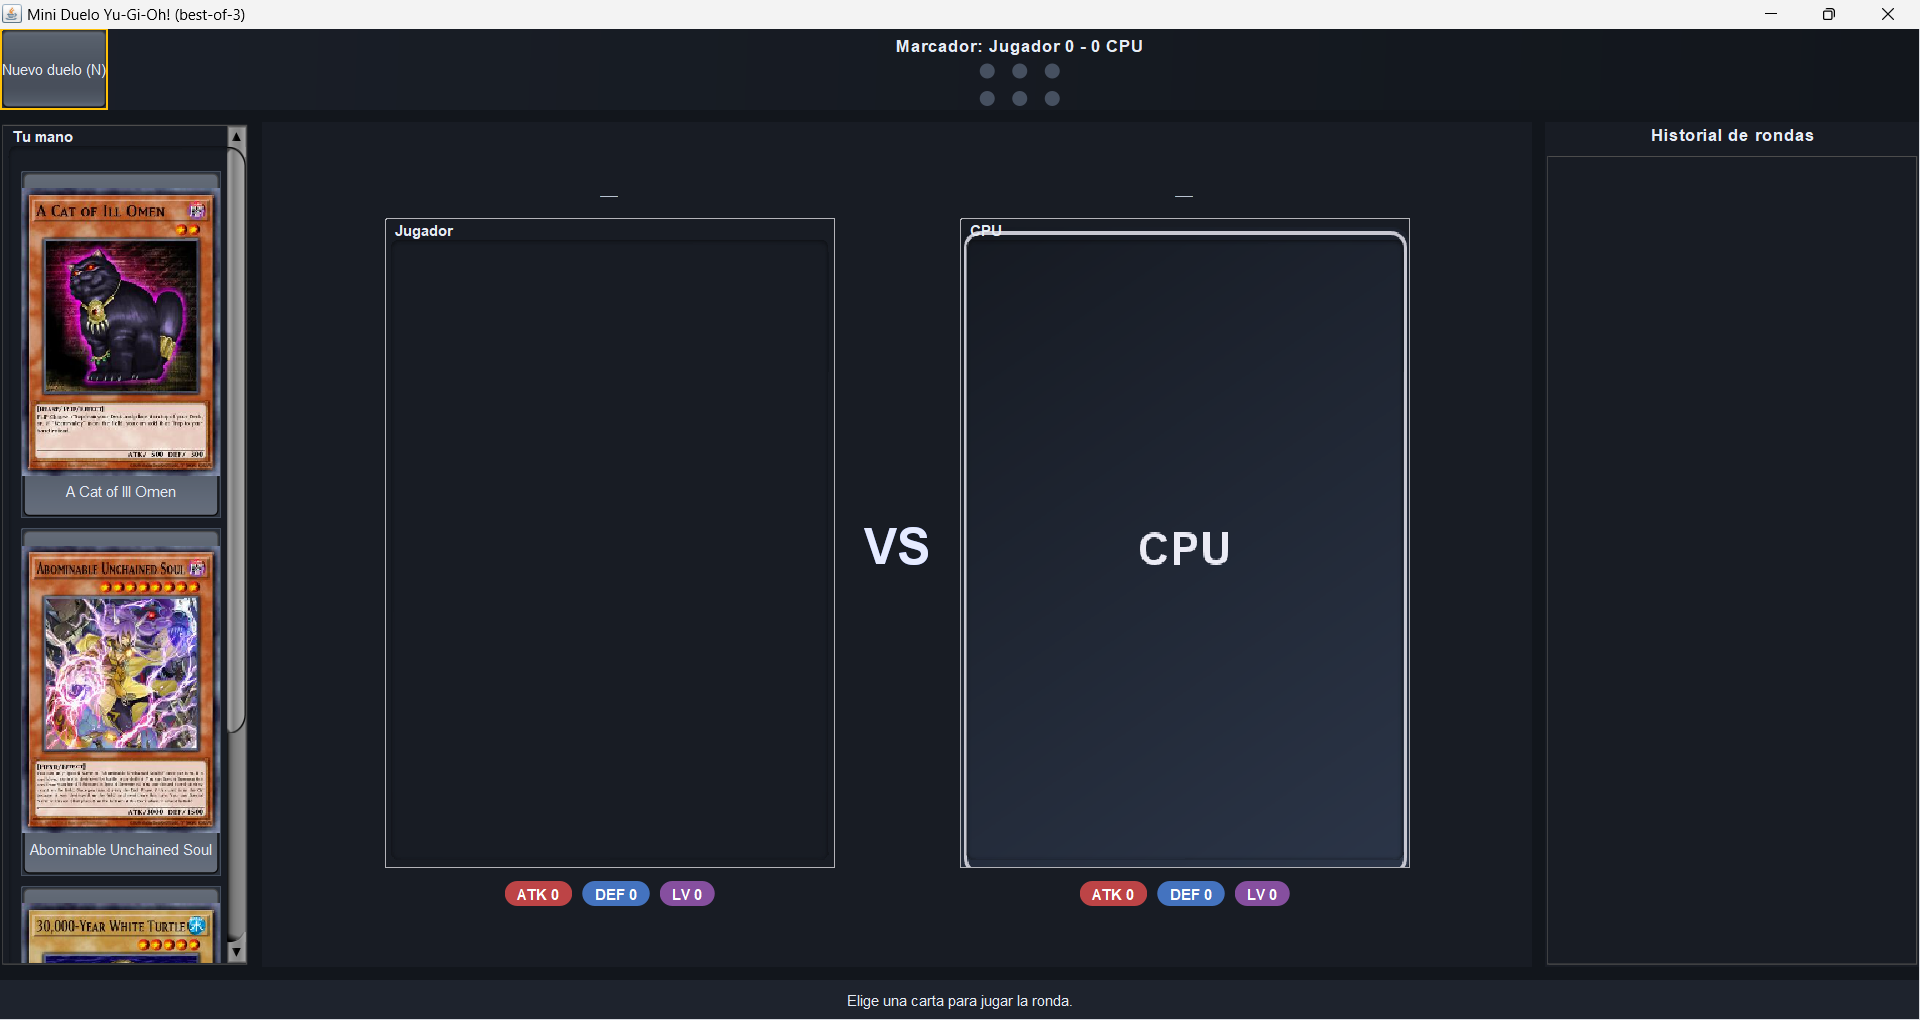 Mini Duelo Yu-Gi-Oh! (best-of-3)
Nuevo duelo (N)
Marcador: Jugador 0 - 0 CPU
Tu mano
A CAT OF ILL OMEN
ATK/ 500 DEF/ 300
A Cat of Ill Omen
ABOMINABLE UNCHAINED SOUL
ATK/3000 DEF/1500
Abominable Unchained Soul
30,000-YEAR WHITE TURTLE
—
Jugador
ATK 0 DEF 0 LV 0
VS
—
CPU
CPU
ATK 0 DEF 0 LV 0
Historial de rondas
Elige una carta para jugar la ronda.